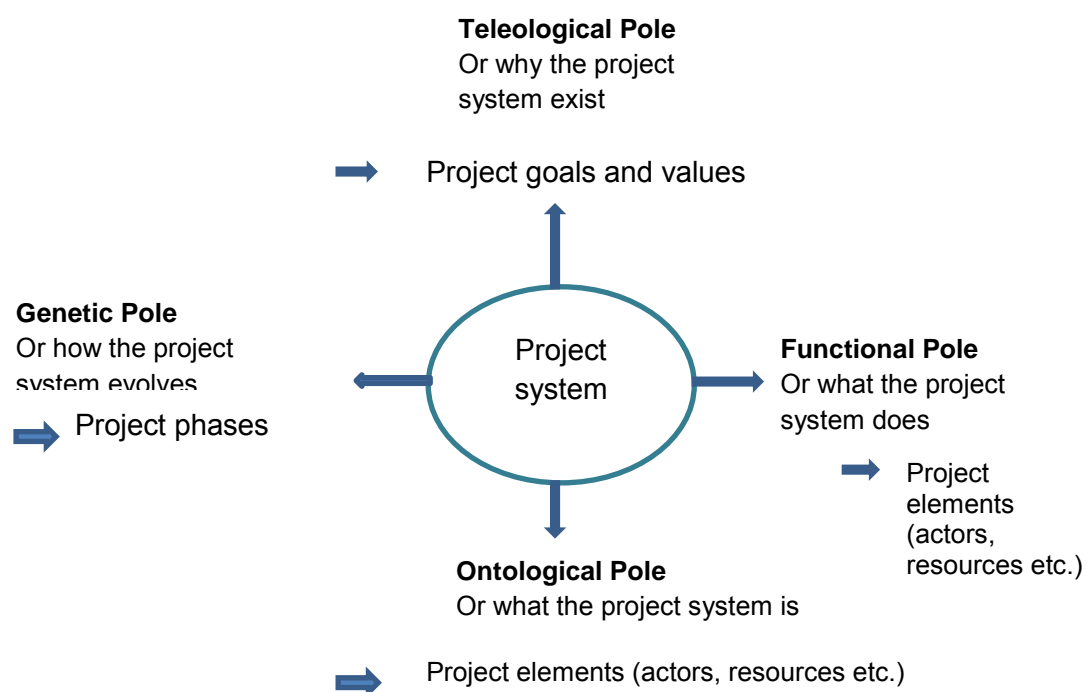 Teleological Pole
Or why the project
system exist
Project goals and values
Genetic Pole
Or how the project
system evolves
Project phases
Project
system
Functional Pole
Or what the project
system does
Project
elements
(actors,
resources etc.)
Ontological Pole
Or what the project system is
Project elements (actors, resources etc.)